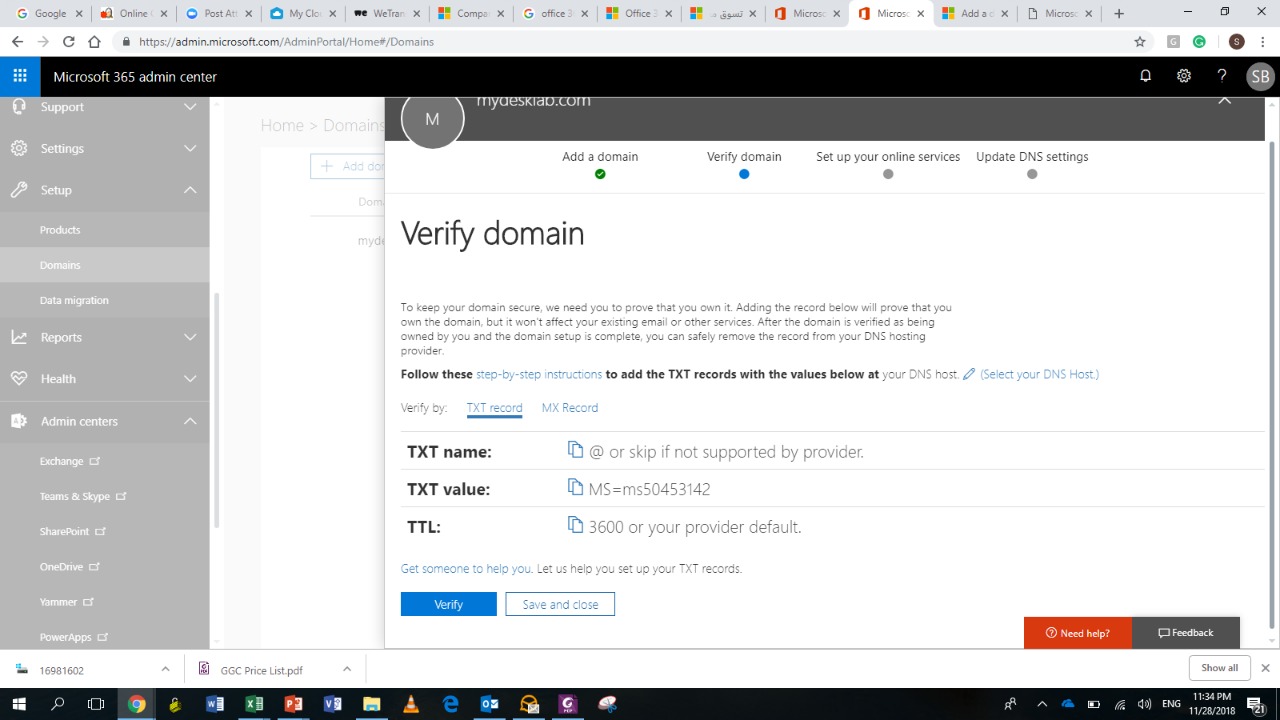 Google
Online
Post Att
My Clo
we WeTran
Compa
office 3
Office 3
تسوق مد
Micros
Micros
Add a d
Micros
https://admin.microsoft.com/AdminPortal/Home#/Domains
G
S
Microsoft 365 admin center
SB
Support
Settings
Setup
Products
Domains
Data migration
Reports
Health
Admin centers
Exchange
Teams & Skype
SharePoint
OneDrive
Yammer
PowerApps
Home > Domains
Add dom
Doma
myde
M
mydesklab.com
Add a domain
Verify domain
Set up your online services
Update DNS settings
Verify domain
To keep your domain secure, we need you to prove that you own it. Adding the record below will prove that you
own the domain, but it won't affect your existing email or other services. After the domain is verified as being
owned by you and the domain setup is complete, you can safely remove the record from your DNS hosting
provider.
Follow these step-by-step instructions to add the TXT records with the values below at your DNS host. (Select your DNS Host.)
Verify by: TXT record MX Record
TXT name: @ or skip if not supported by provider.
TXT value: MS=ms50453142
TTL: 3600 or your provider default.
Get someone to help you. Let us help you set up your TXT records.
Verify
Save and close
Need help?
Feedback
16981602
GGC Price List.pdf
Show all
ENG
11:34 PM
11/28/2018
21